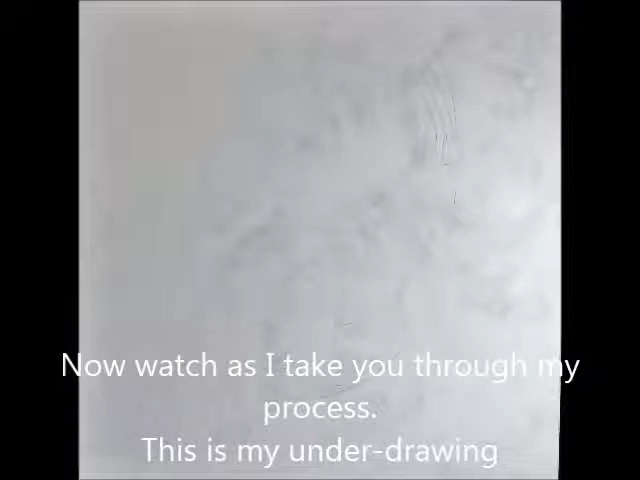 Now watch as I take you through my
process.
This is my under-drawing